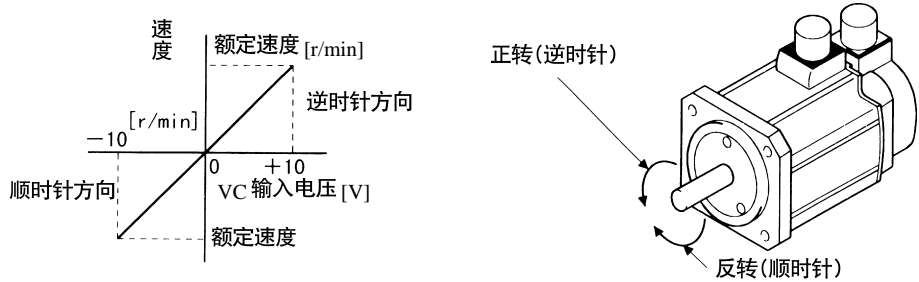 速
度
额定速度 [r/min]
逆时针方向
[r/min]
－10
0
＋10
顺时针方向
VC 输入电压 [V]
额定速度
正转(逆时针)
反转(顺时针)